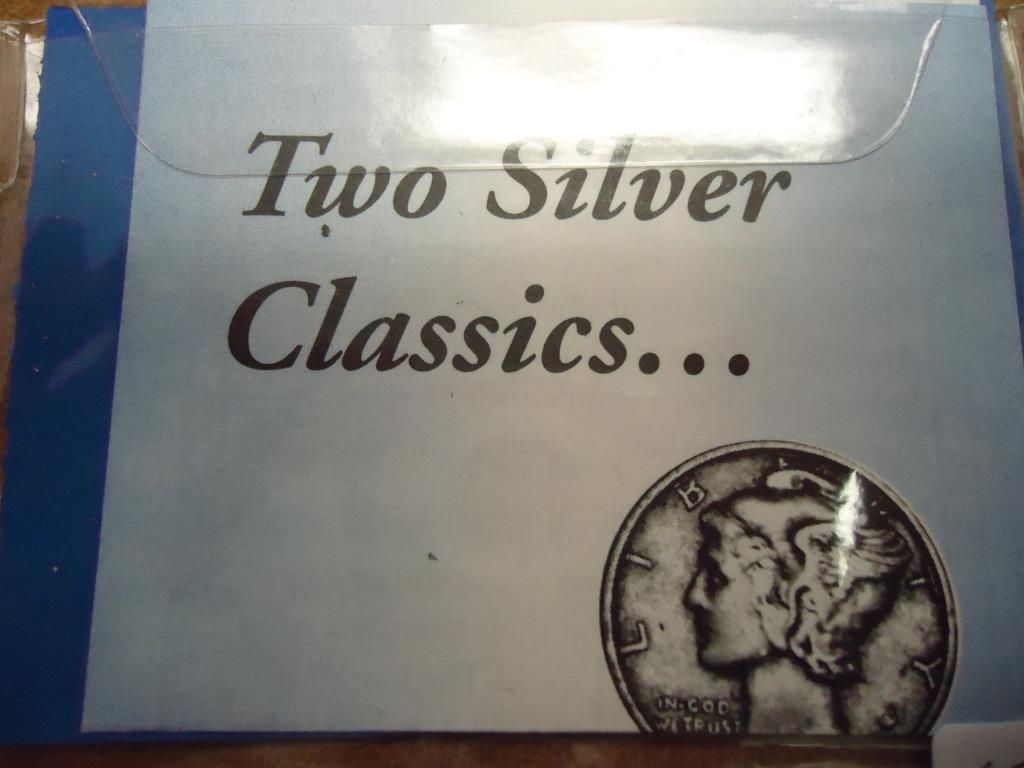 Two Silver
Classics...
LIBERTY
IN GOD
WE TRUST